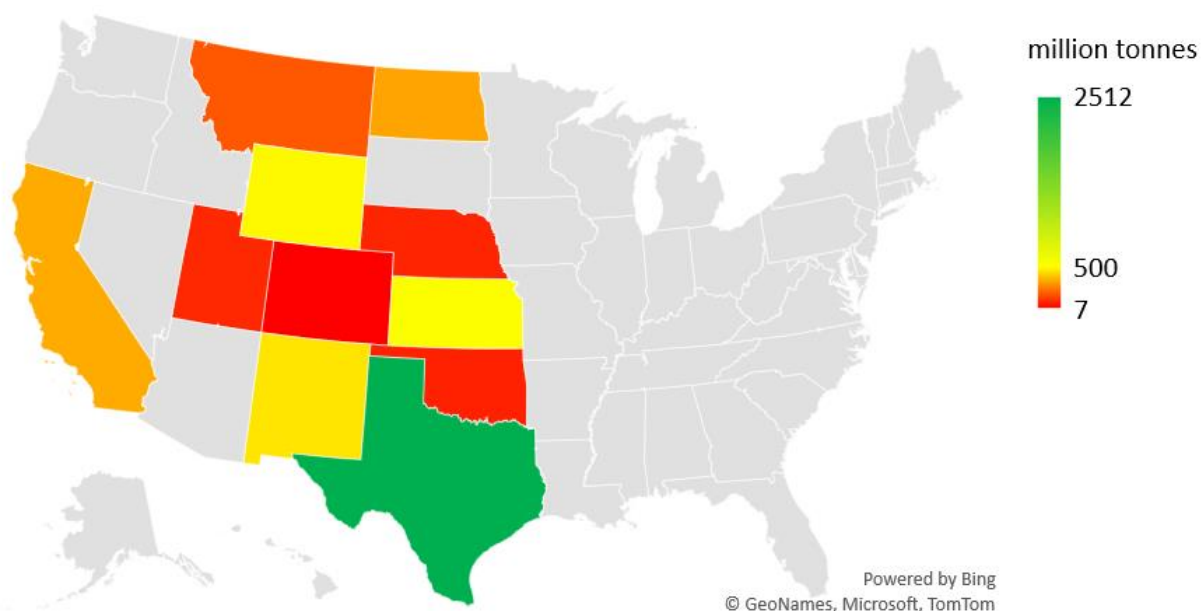 million tonnes
2512
500
7
Powered by Bing
© GeoNames, Microsoft, TomTom